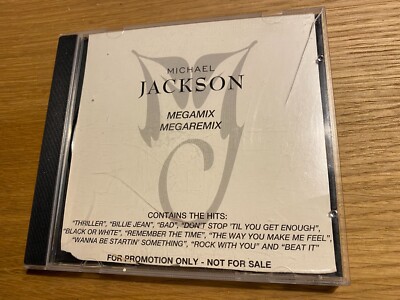 MICHAEL
JACKSON
MEGAMIX
MEGAREMIX
CONTAINS THE HITS:
"THRILLER", "BILLIE JEAN", "BAD", "DON'T STOP 'TIL YOU GET ENOUGH",
"BLACK OR WHITE", "REMEMBER THE TIME", "THE WAY YOU MAKE ME FEEL",
"WANNA BE STARTIN' SOMETHING", "ROCK WITH YOU" AND "BEAT IT"
FOR PROMOTION ONLY - NOT FOR SALE